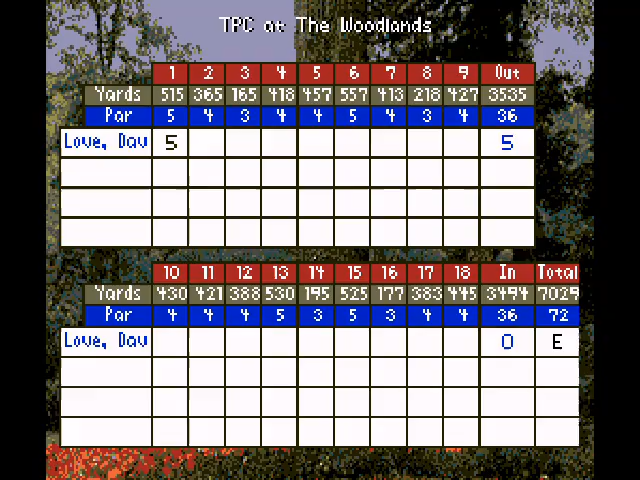 TPC at The Woodlands
1 2 3 4 5 6 7 8 9 Out
Yards 515 365 165 418 457 557 413 218 427 3535
Par 5 4 3 4 4 5 4 3 4 36
Love, Dav 5 5
10 11 12 13 14 15 16 17 18 In Total
Yards 430 421 388 530 195 525 177 383 445 3494 7029
Par 4 4 4 5 3 5 3 4 4 36 72
Love, Dav 0 E